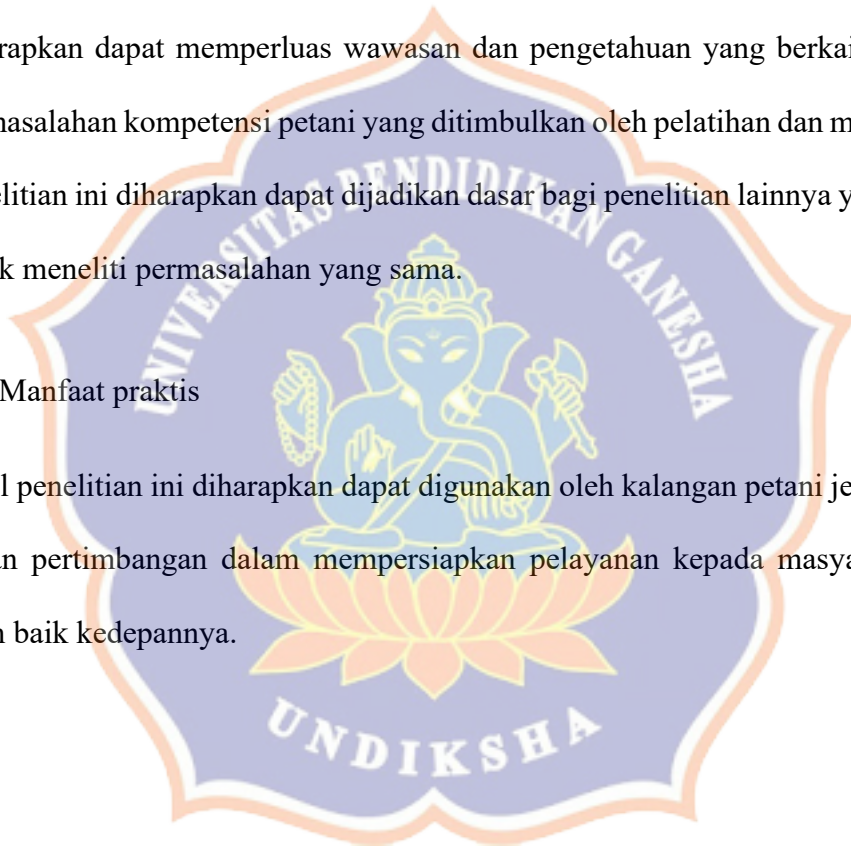 rapkan dapat memperluas wawasan dan pengetahuan yang berkai
nasalahan kompetensi petani yang ditimbulkan oleh pelatihan dan m
elitian ini diharapkan dapat dijadikan dasar bagi penelitian lainnya y
k meneliti permasalahan yang sama.
Manfaat praktis
l penelitian ini diharapkan dapat digunakan oleh kalangan petani je
an pertimbangan dalam mempersiapkan pelayanan kepada masya
n baik kedepannya.
UNIVERSITAS PENDIDIKAN GANESHA
UNDIKSHA